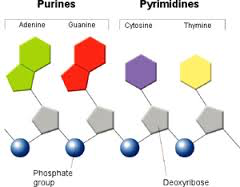 Purines Pyrimidines
Adenine Guanine Cytosine Thymine
Phosphate Deoxyribose
group